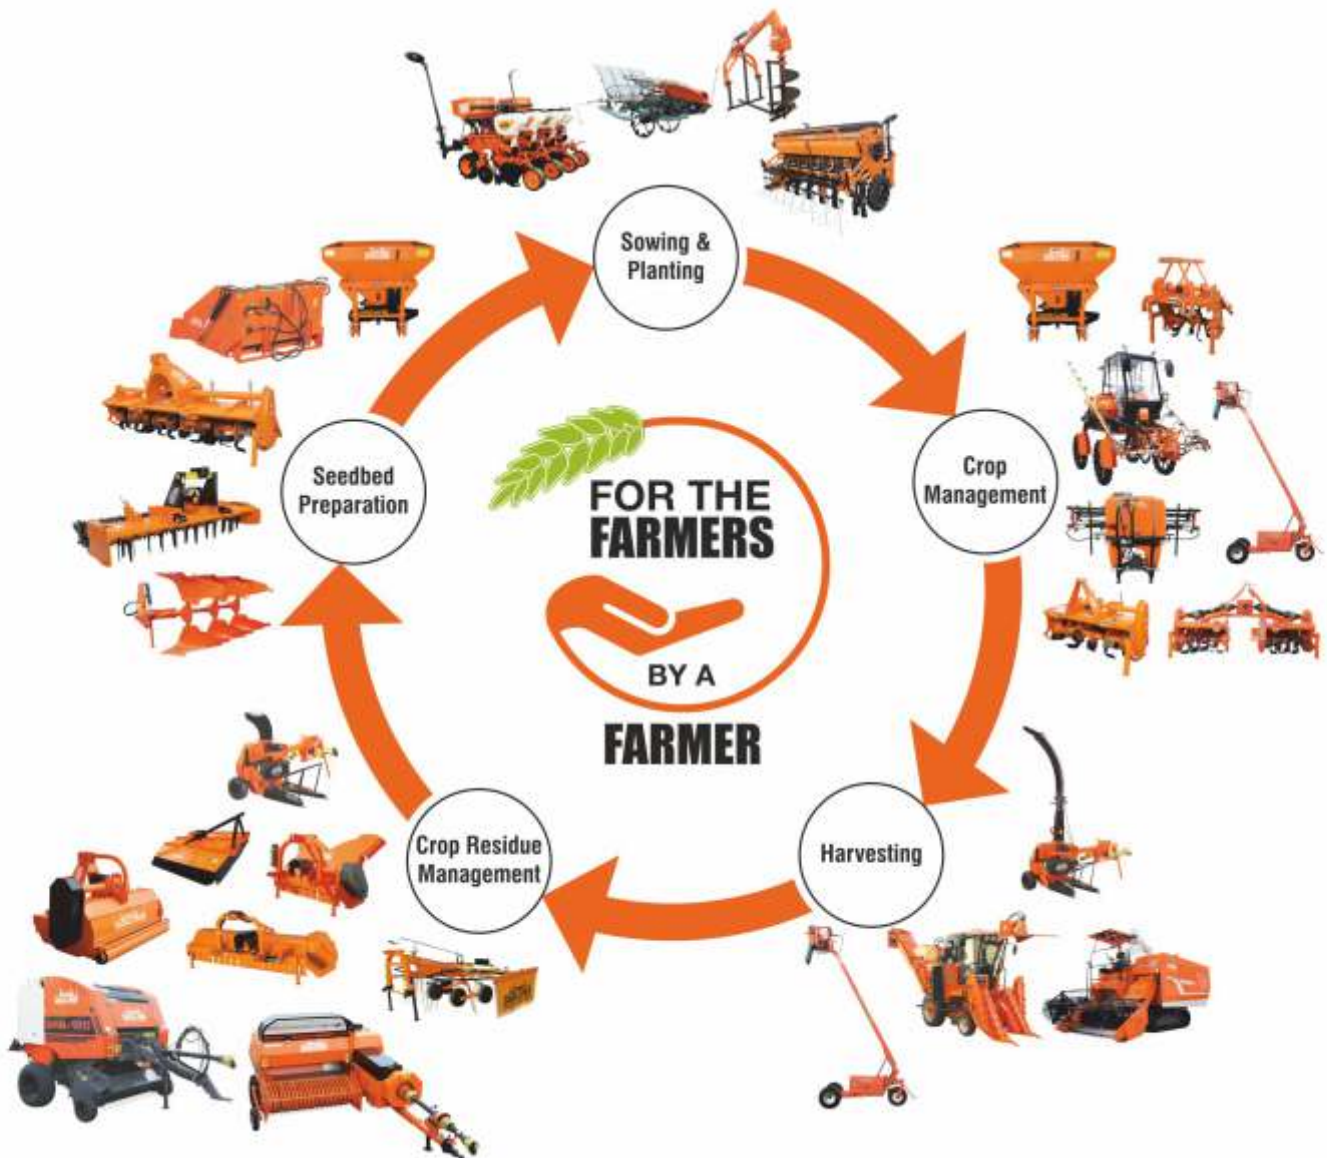 Sowing &
Planting
Crop
Management
Harvesting
Crop Residue
Management
Seedbed
Preparation
FOR THE
FARMERS
BY A
FARMER